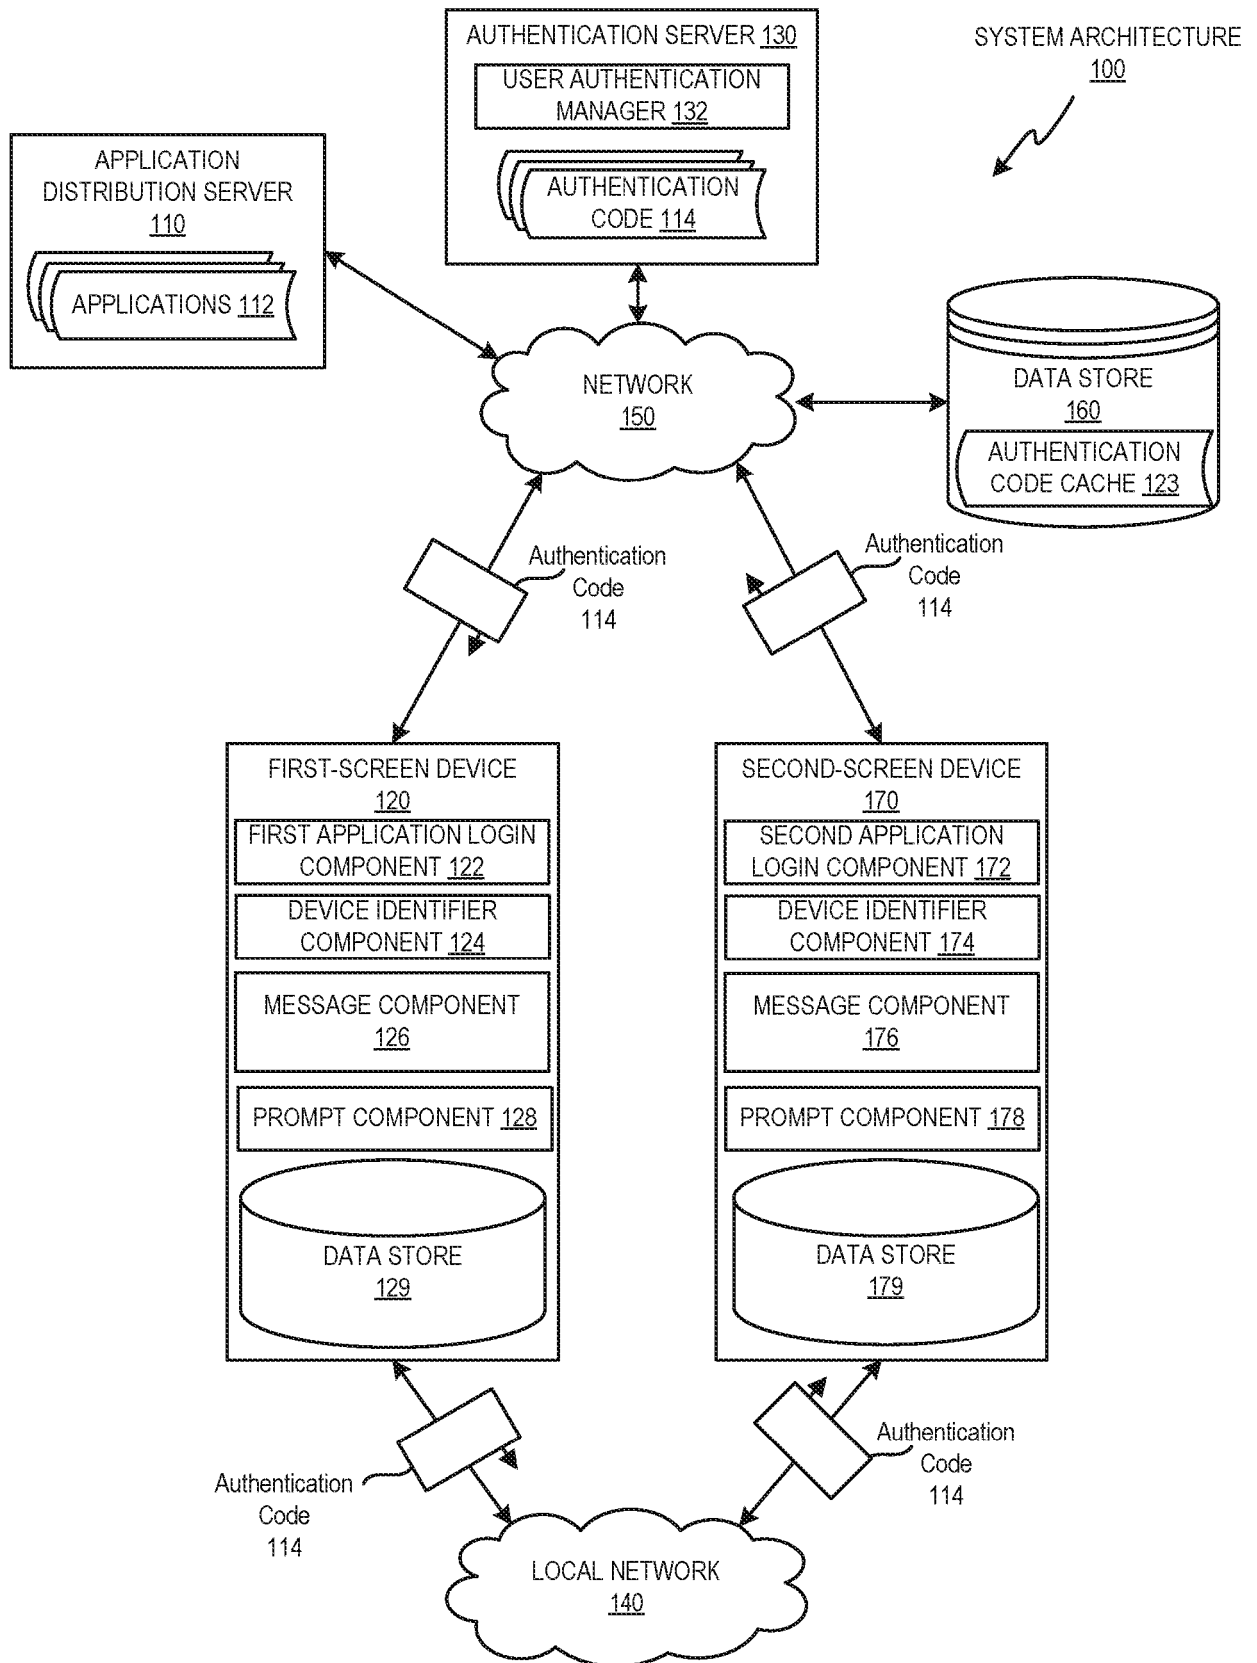 AUTHENTICATION SERVER 130
USER AUTHENTICATION
MANAGER 132
AUTHENTICATION
CODE 114
SYSTEM ARCHITECTURE
100
APPLICATION
DISTRIBUTION SERVER
110
APPLICATIONS 112
NETWORK
150
DATA STORE
160
AUTHENTICATION
CODE CACHE 123
Authentication
Code
114
Authentication
Code
114
FIRST-SCREEN DEVICE
120
FIRST APPLICATION LOGIN
COMPONENT 122
DEVICE IDENTIFIER
COMPONENT 124
MESSAGE COMPONENT
126
PROMPT COMPONENT 128
DATA STORE
129
SECOND-SCREEN DEVICE
170
SECOND APPLICATION
LOGIN COMPONENT 172
DEVICE IDENTIFIER
COMPONENT 174
MESSAGE COMPONENT
176
PROMPT COMPONENT 178
DATA STORE
179
Authentication
Code
114
Authentication
Code
114
LOCAL NETWORK
140